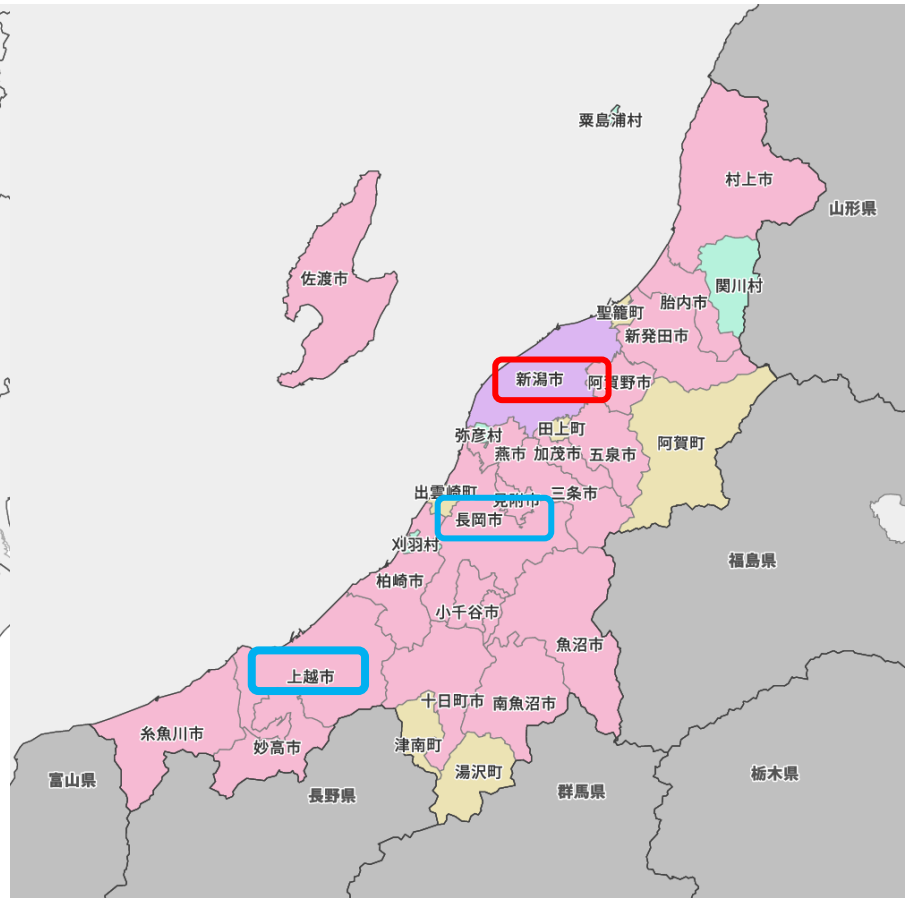 粟島浦村
村上市
山形県
佐渡市
関川村
胎内市
聖籠町
新発田市
新潟市
阿賀野市
田上町
弥彦村
阿賀町
燕市
加茂市
五泉市
出雲崎町
見附市
三条市
長岡市
刈羽村
福島県
柏崎市
小千谷市
魚沼市
上越市
十日町市
南魚沼市
糸魚川市
妙高市
津南町
湯沢町
富山県
長野県
群馬県
栃木県